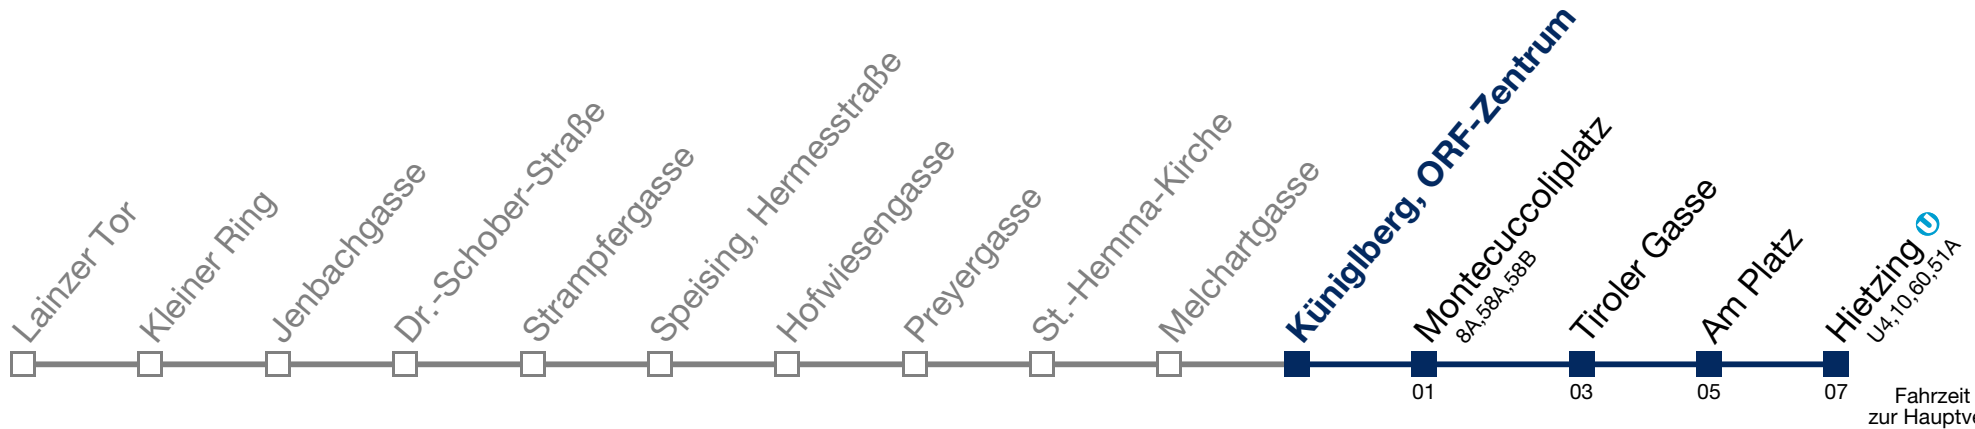 Lainzer Tor
Kleiner Ring
Jenbachgasse
Dr.-Schober-Straße
Strampfergasse
Speising, Hermesstraße
Hofwiesengasse
Preyergasse
St.-Hemma-Kirche
Melchartgasse
Küniglberg, ORF-Zentrum
Montecuccoliplatz
8A,58A,58B
Tiroler Gasse
Am Platz
Hietzing U
U4,10,60,51A
01
03
05
07
Fahrzeit
zur Hauptve